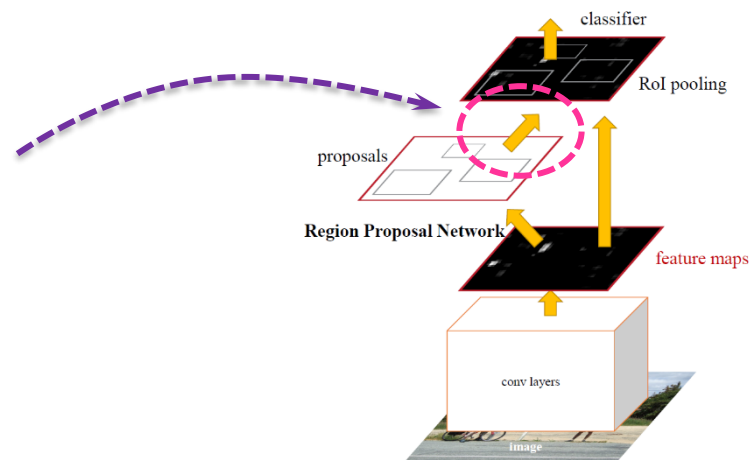 classifier
RoI pooling
proposals
Region Proposal Network
feature maps
conv layers
image